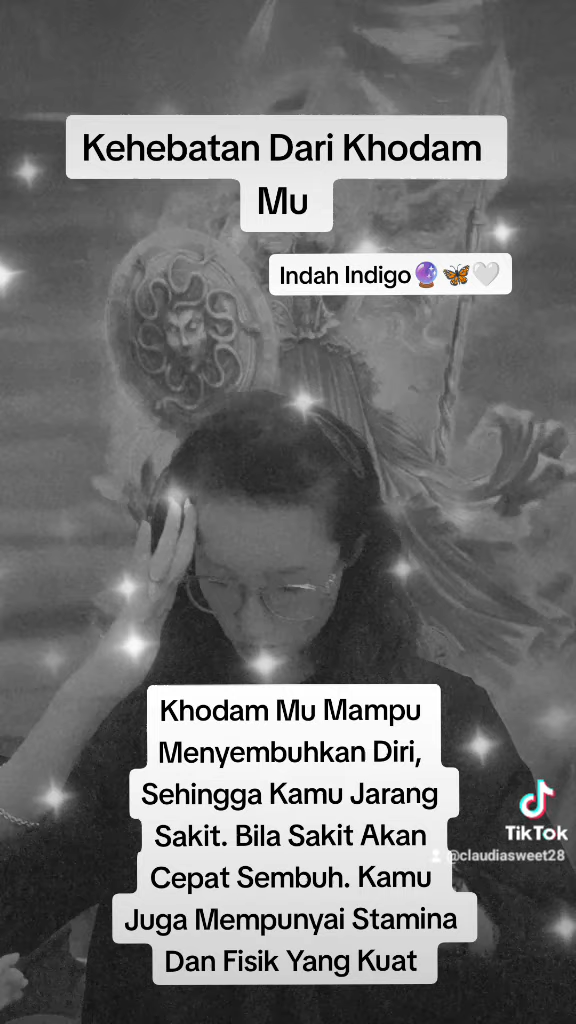 Kehebatan Dari Khodam
Mu
Indah Indigo🔮🦋🤍
Khodam Mu Mampu
Menyembuhkan Diri,
Sehingga Kamu Jarang
Sakit. Bila Sakit Akan
Cepat Sembuh. Kamu
Juga Mempunyai Stamina
Dan Fisik Yang Kuat
TikTok
@claudiasweet28